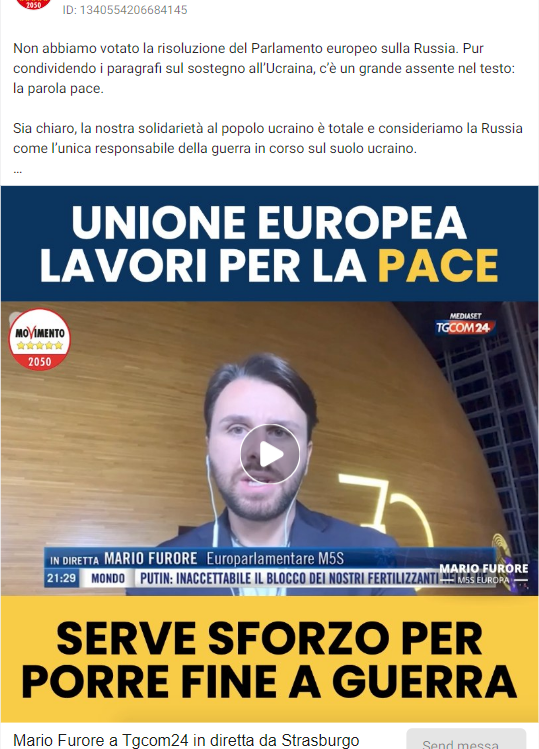 2050
ID: 1340554206684145
Non abbiamo votato la risoluzione del Parlamento europeo sulla Russia. Pur
condividendo i paragrafi sul sostegno all'Ucraina, c'è un grande assente nel testo:
la parola pace.
Sia chiaro, la nostra solidarietà al popolo ucraino è totale e consideriamo la Russia
come l'unica responsabile della guerra in corso sul suolo ucraino.
...
UNIONE EUROPEA
LAVORI PER LA PACE
MOVIMENTO
2050
MEDIASET
TGCOM24
70
IN DIRETTA MARIO FURORE Europarlamentare M5S
21:29 MONDO PUTIN: INACCETTABILE IL BLOCCO DEI NOSTRI FERTILIZZANTI
MARIO FURORE
M5S EUROPA
SERVE SFORZO PER
PORRE FINE A GUERRA
Mario Furore a Tgcom24 in diretta da Strasburgo
Send messa